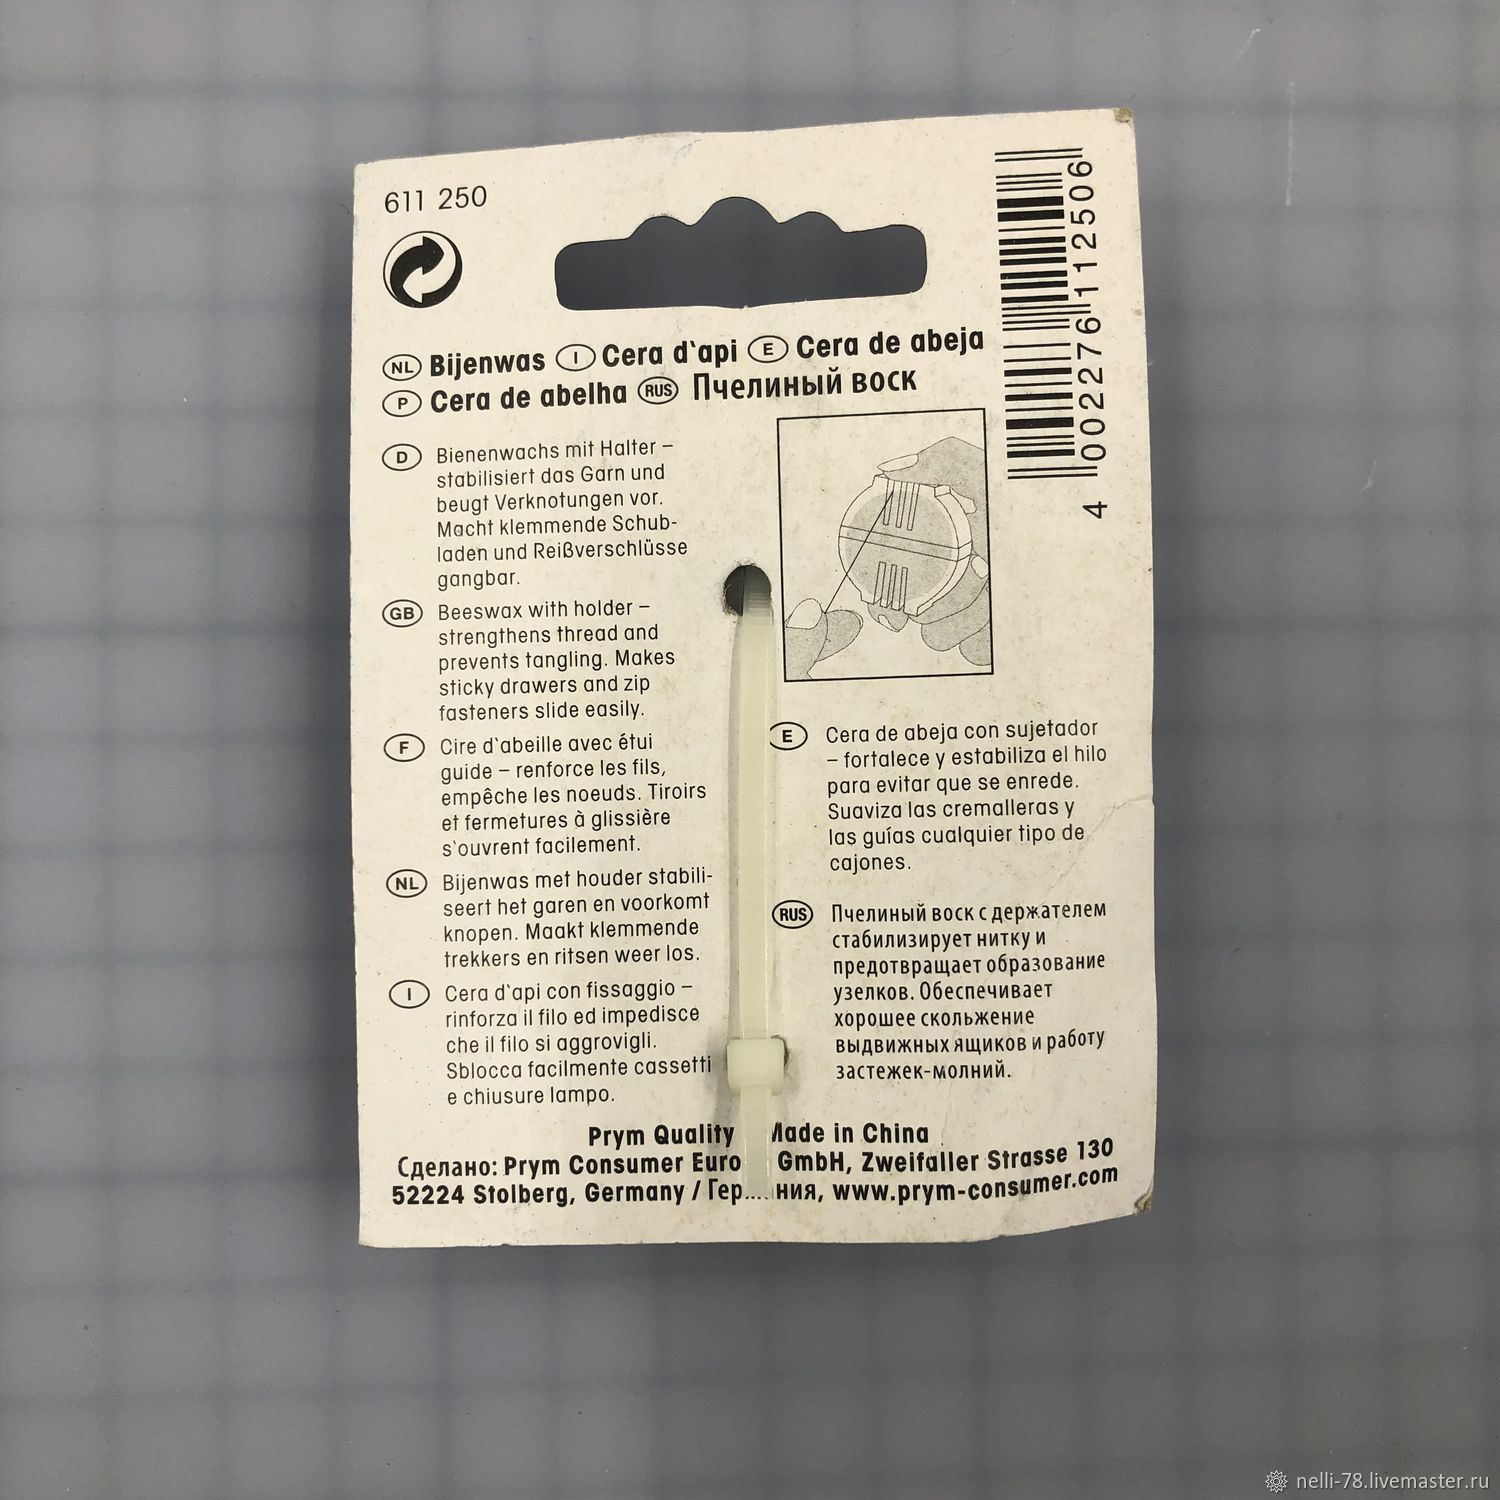 611 250
4 002276 112506
NL Bijenwas I Cera d'api E Cera de abeja
P Cera de abelha RUS Пчелиный воск
D Bienenwachs mit Halter –
stabilisiert das Garn und
beugt Verknotungen vor.
Macht klemmende Schub-
laden und Reißverschlüsse
gangbar.
GB Beeswax with holder –
strengthens thread and
prevents tangling. Makes
sticky drawers and zip
fasteners slide easily.
F Cire d'abeille avec étui
guide – renforce les fils,
empêche les noeuds. Tiroirs
et fermetures à glissière
s'ouvrent facilement.
NL Bijenwas met houder stabili-
seert het garen en voorkomt
knopen. Maakt klemmende
trekkers en ritsen weer los.
I Cera d'api con fissaggio –
rinforza il filo ed impedisce
che il filo si aggrovigli.
Sblocca facilmente cassetti
e chiusure lampo.
E Cera de abeja con sujetador
– fortalece y estabiliza el hilo
para evitar que se enrede.
Suaviza las cremalleras y
las guías cualquier tipo de
cajones.
RUS Пчелиный воск с держателем
стабилизирует нитку и
предотвращает образование
узелков. Обеспечивает
хорошее скольжение
выдвижных ящиков и работу
застежек-молний.
Prym Quality Made in China
Сделано: Prym Consumer Euro GmbH, Zweifaller Strasse 130
52224 Stolberg, Germany / www.prym-consumer.com
nelli-78.livemaster.ru